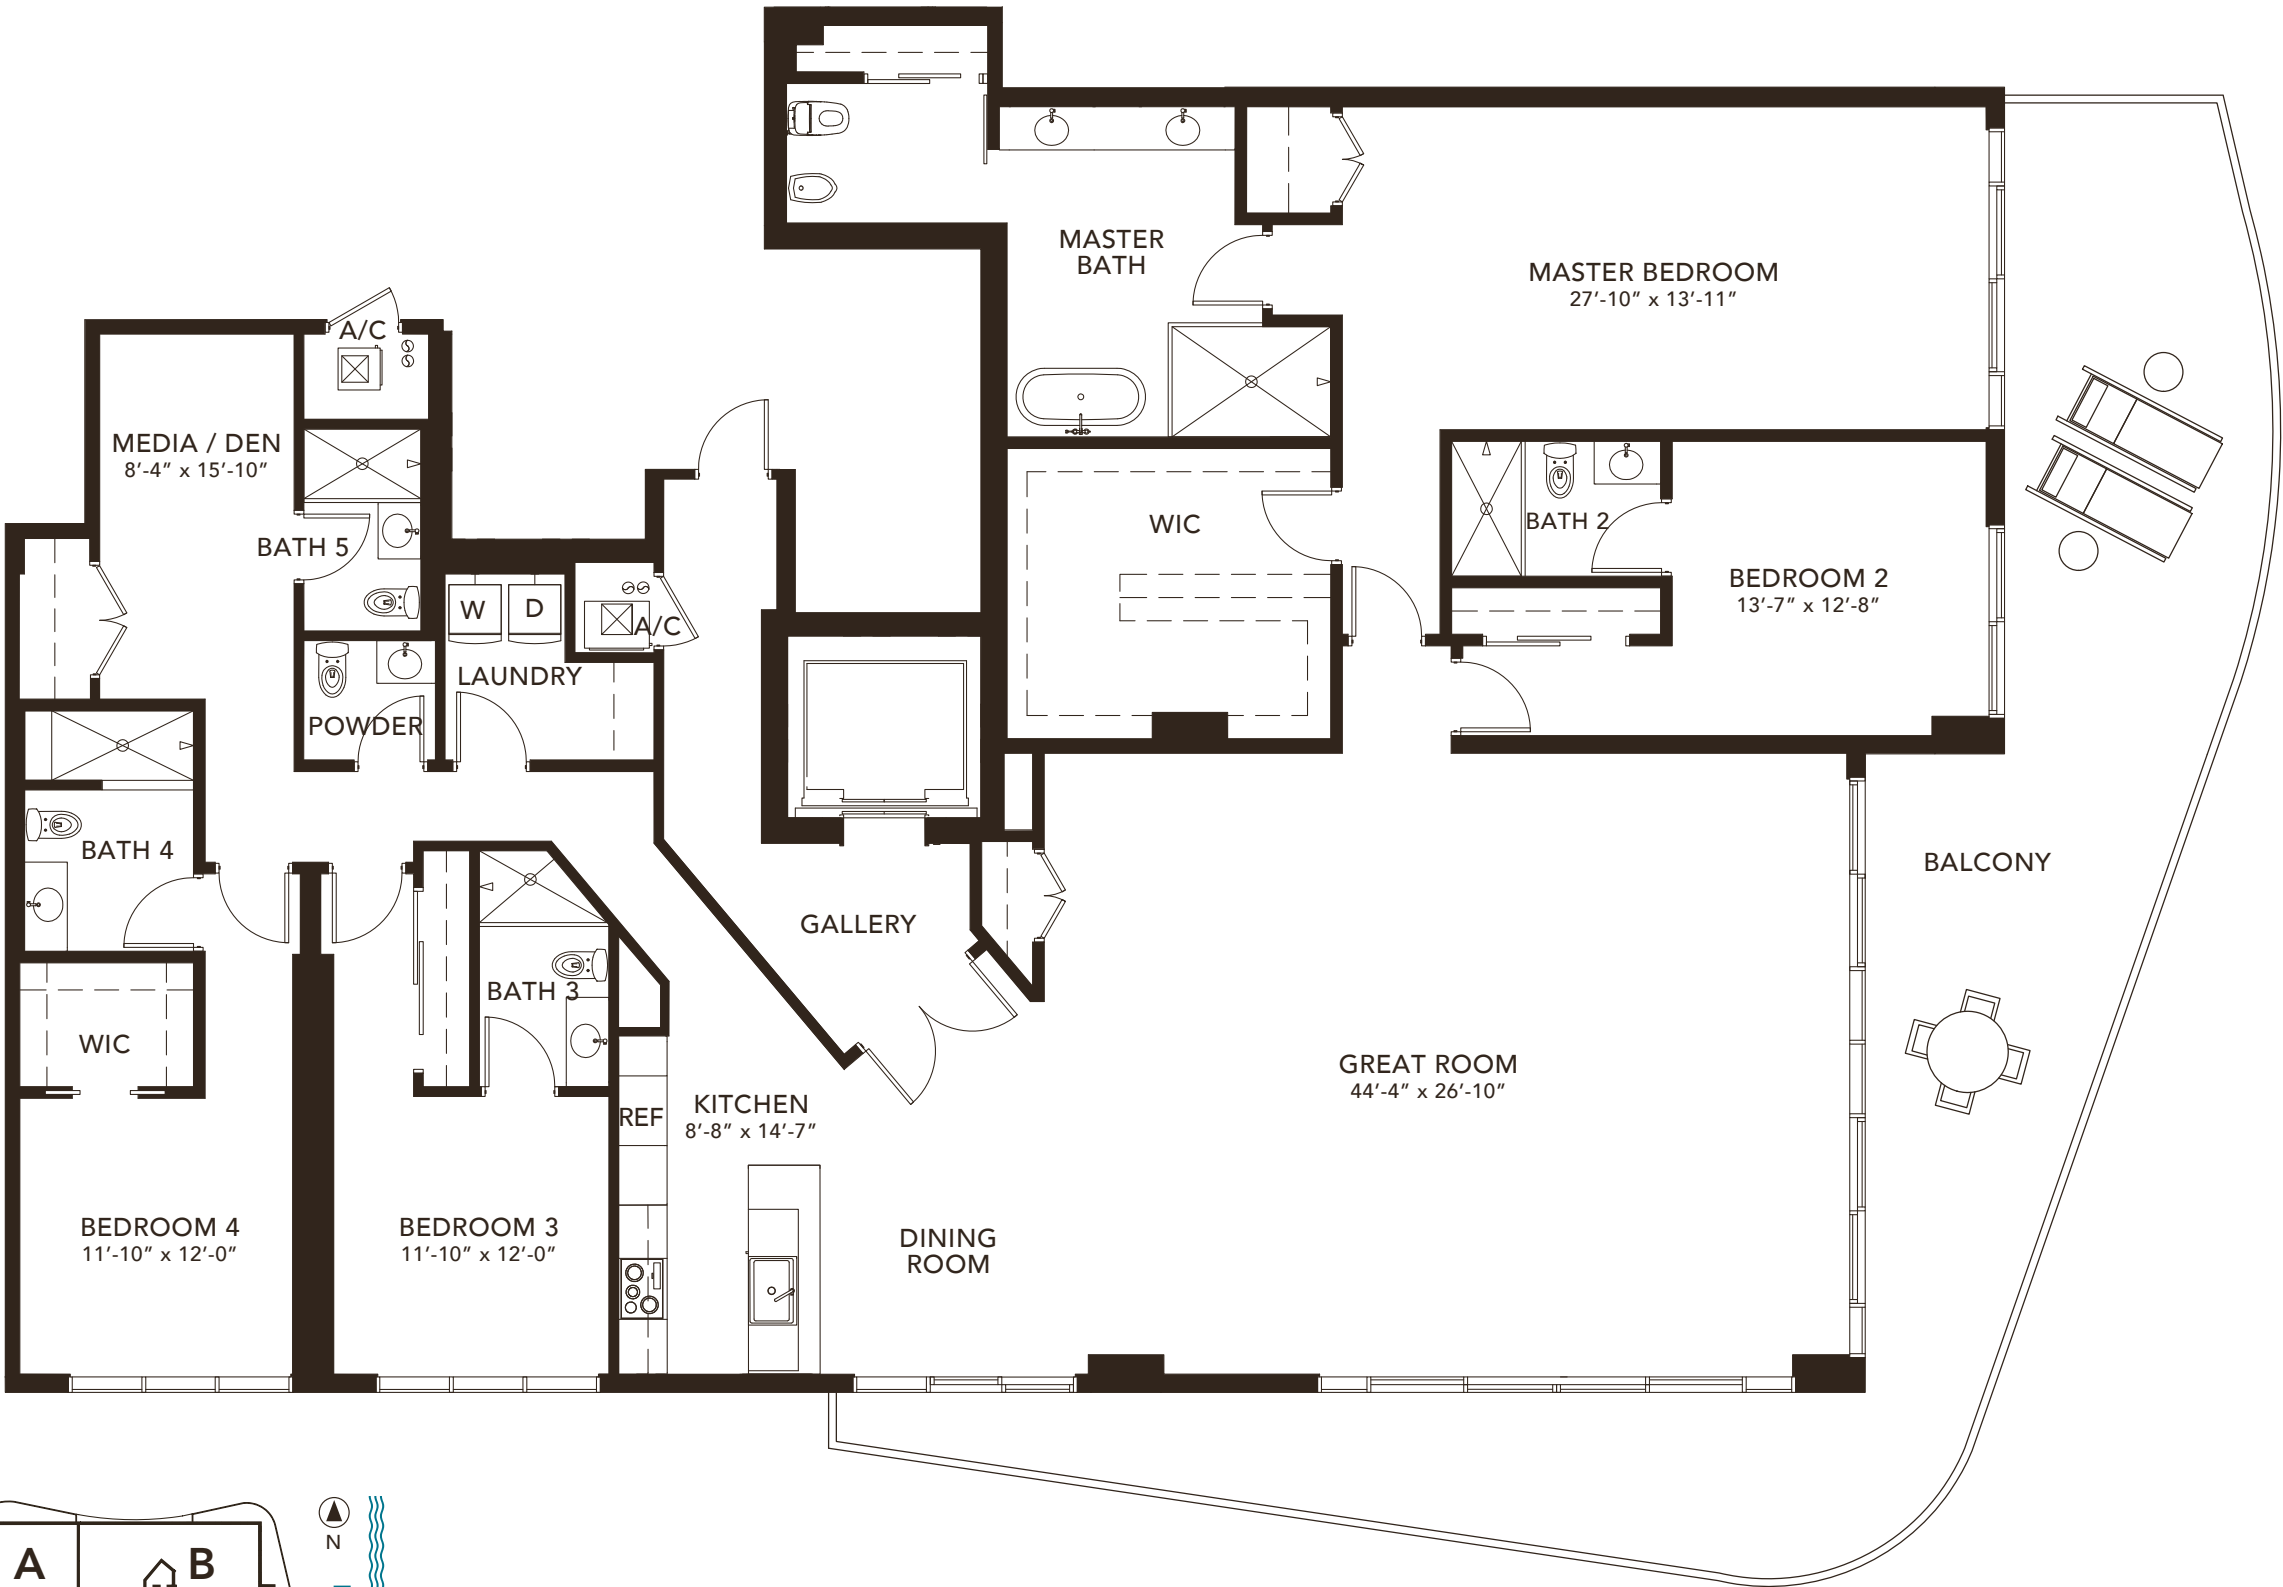 MASTER
BATH
MASTER BEDROOM
27'-10" x 13'-11"
A/C
MEDIA / DEN
8'-4" x 15'-10"
BATH 5
WIC
BATH 2
BEDROOM 2
13'-7" x 12'-8"
W
D
A/C
LAUNDRY
POWDER
BATH 4
GALLERY
BALCONY
BATH 3
WIC
GREAT ROOM
44'-4" x 26'-10"
REF
KITCHEN
8'-8" x 14'-7"
BEDROOM 4
11'-10" x 12'-0"
BEDROOM 3
11'-10" x 12'-0"
DINING
ROOM
N
A
B